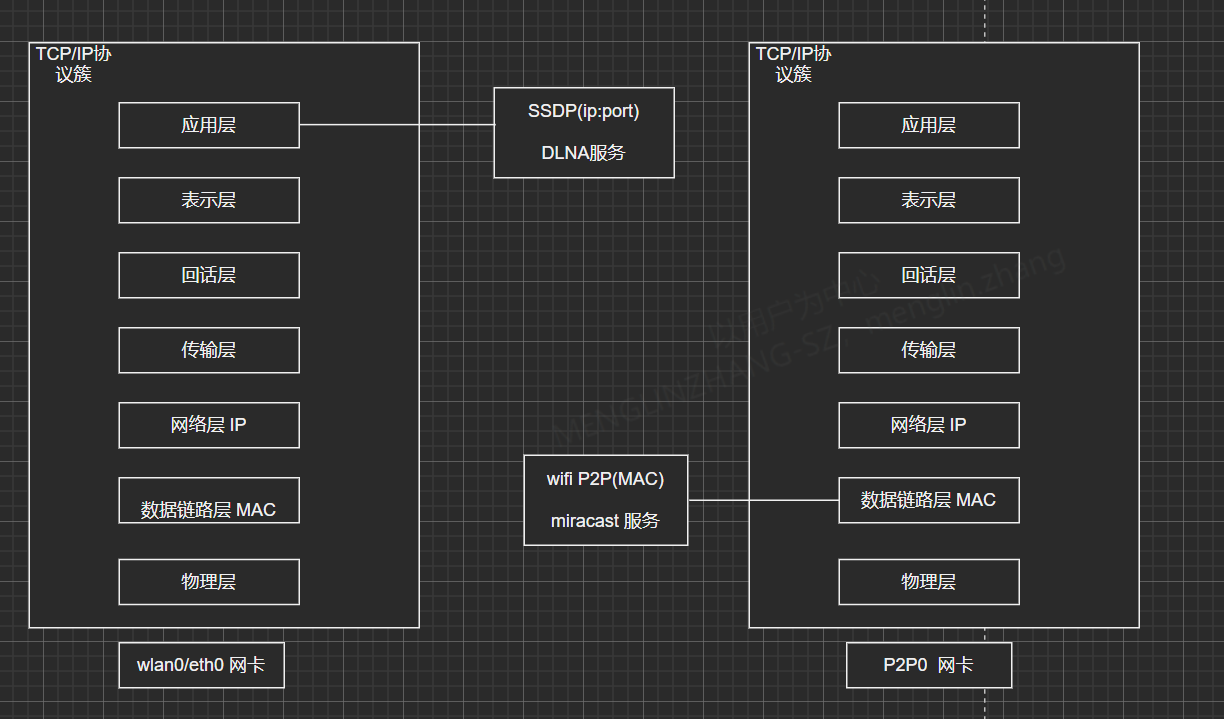 TCP/IP协
议簇
应用层
表示层
回话层
传输层
网络层 IP
数据链路层 MAC
物理层
wlan0/eth0 网卡
SSDP(ip:port)
DLNA服务
wifi P2P(MAC)
miracast 服务
TCP/IP协
议簇
应用层
表示层
回话层
传输层
网络层 IP
数据链路层 MAC
物理层
P2P0 网卡
以用户为中心
MENGLINZHANG-SZ, menglin.zhang